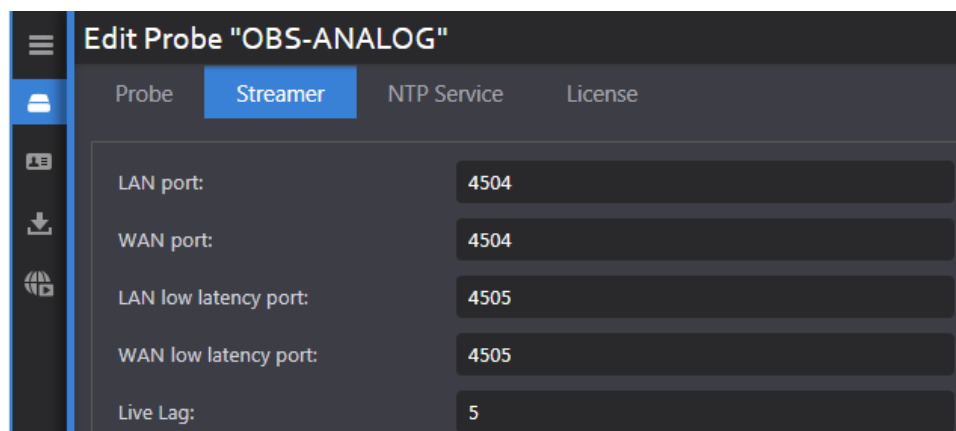 Edit Probe "OBS-ANALOG"
Probe Streamer NTP Service License
LAN port: 4504
WAN port: 4504
LAN low latency port: 4505
WAN low latency port: 4505
Live Lag: 5